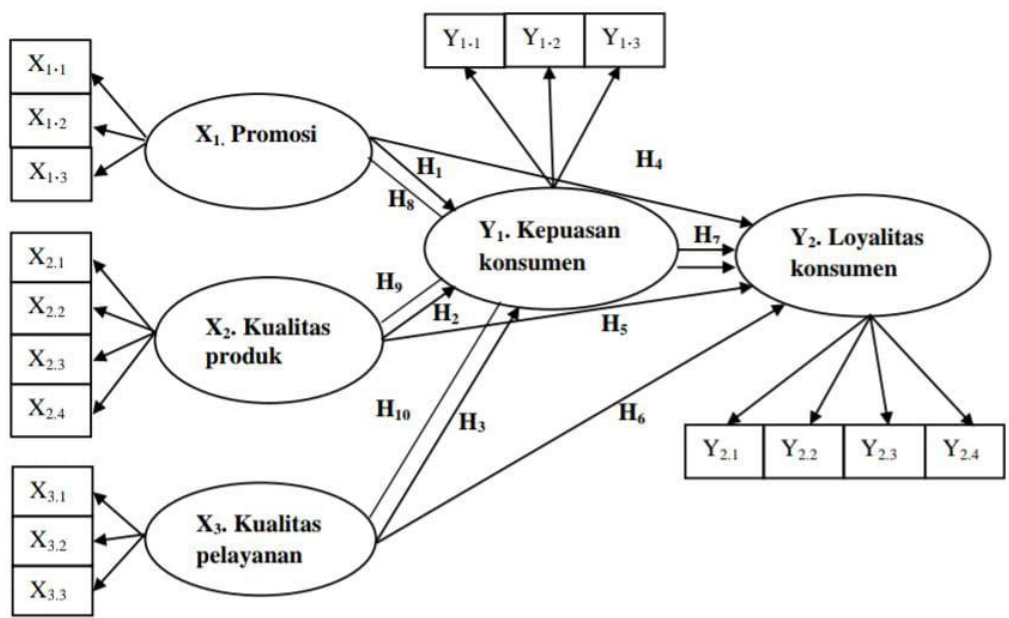 Y₁.₁ Y₁.₂ Y₁.₃
X₁.₁
X₁.₂
X₁.₃
X₁. Promosi
H₁
H₈
H₄
Y₁. Kepuasan
konsumen
H₇
Y₂. Loyalitas
konsumen
X₂.₁
X₂.₂
X₂.₃
X₂.₄
X₂. Kualitas
produk
H₉
H₂
H₅
H₁₀
H₃
H₆
Y₂.₁ Y₂.₂ Y₂.₃ Y₂.₄
X₃.₁
X₃.₂
X₃.₃
X₃. Kualitas
pelayanan